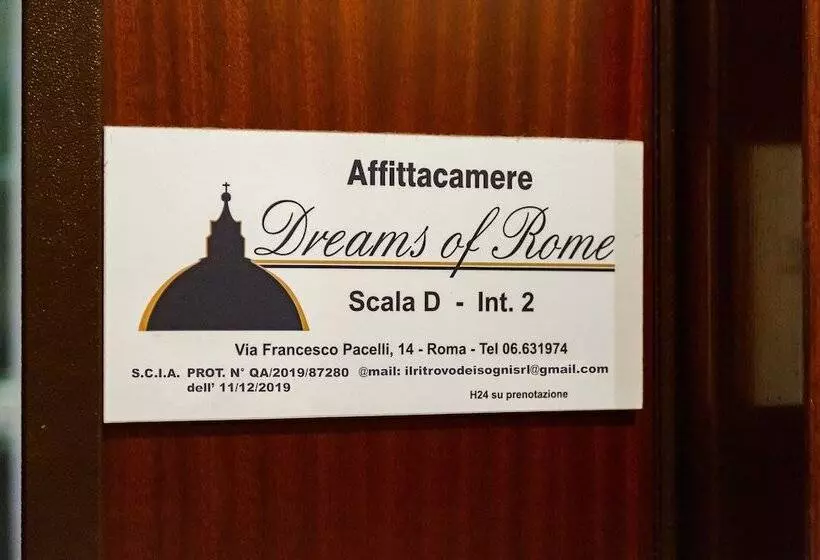 Affittacamere
Dreams of Rome
Scala D - Int. 2
Via Francesco Pacelli, 14 - Roma - Tel 06.631974
S.C.I.A. PROT. N° QA/2019/87280 @mail: ilritrovodeisognisrl@gmail.com
dell' 11/12/2019
H24 su prenotazione